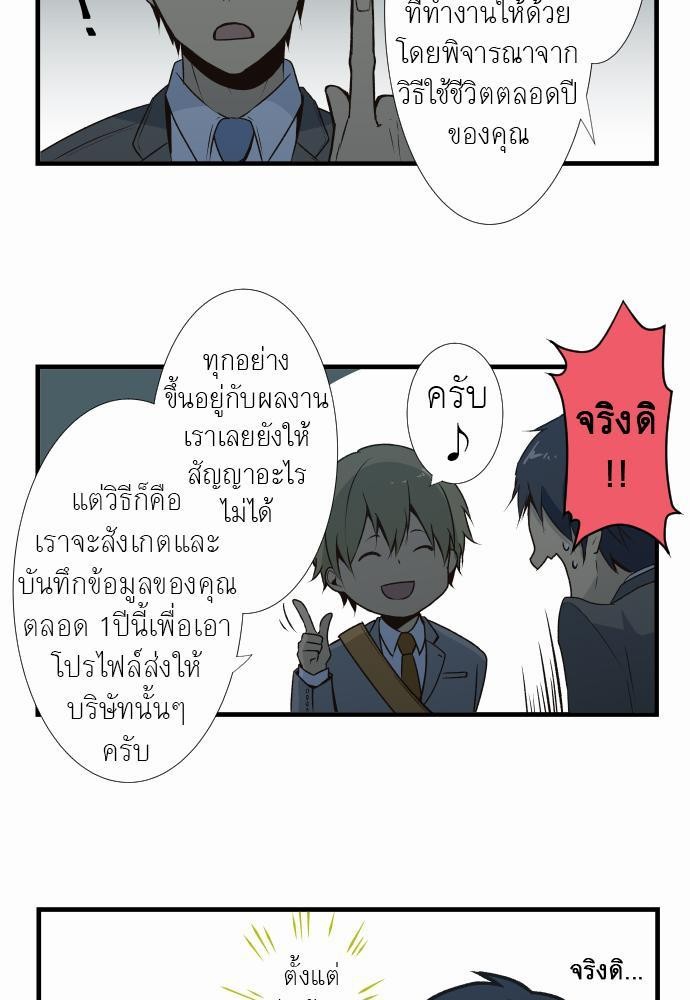 ที่ทำงานให้ด้วย
โดยพิจารณาจาก
วิธีใช้ชีวิตตลอดปี
ของคุณ
จริงดิ
!!
ครับ
♪
ทุกอย่าง
ขึ้นอยู่กับผลงาน
เราเลยยังให้
สัญญาอะไร
ไม่ได้
แต่วิธีก็คือ
เราจะสังเกตและ
บันทึกข้อมูลของคุณ
ตลอด 1ปีนี้เพื่อเอา
โปรไฟล์ส่งให้
บริษัทนั้นๆ
ครับ
จริงดิ...
ตั้งแต่